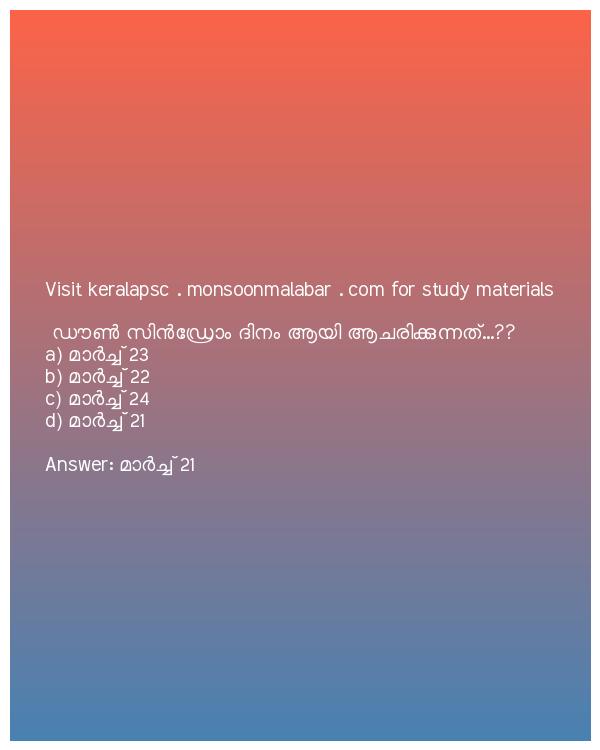 Visit keralapsc . monsoonmalabar . com for study materials
ഡൗൺ സിൻഡ്രോം ദിനം ആയി ആചരിക്കുന്നത്...??
a) മാർച്ച് 23
b) മാർച്ച് 22
c) മാർച്ച് 24
d) മാർച്ച് 21
Answer: മാർച്ച് 21